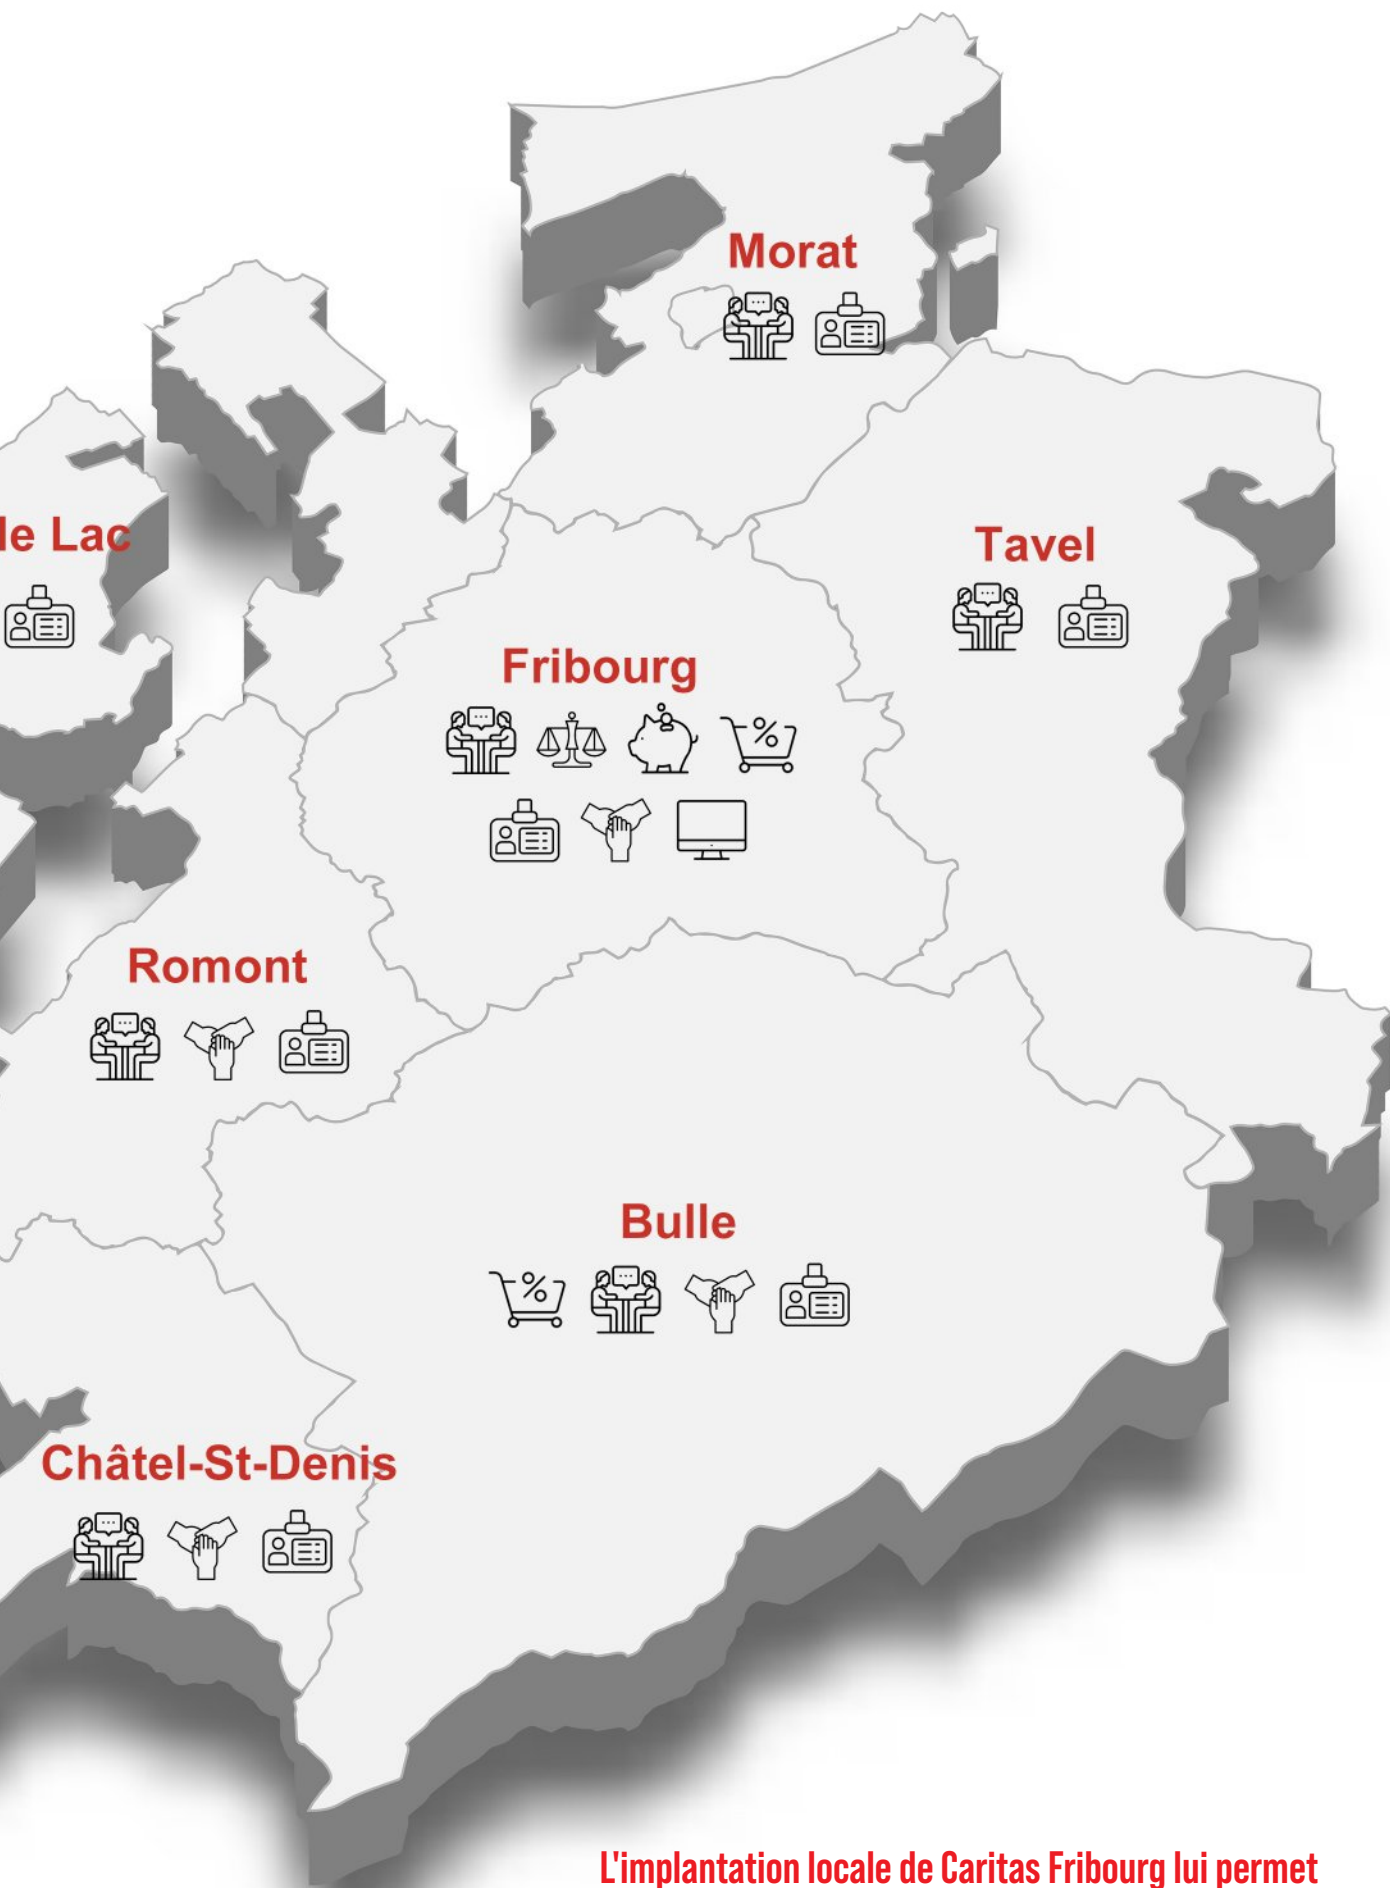 Morat
le Lac
Tavel
Fribourg
Romont
Bulle
Châtel-St-Denis
L'implantation locale de Caritas Fribourg lui permet